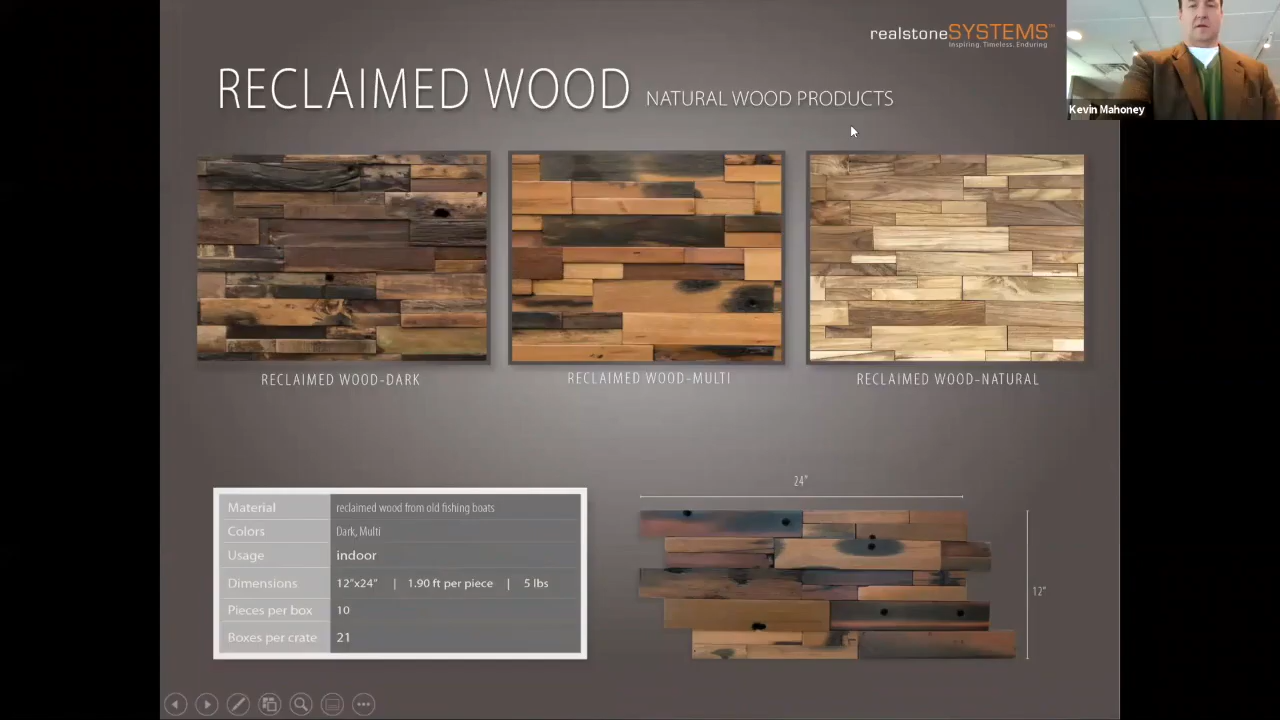 realstoneSYSTEMS™
Inspiring. Timeless. Enduring
Kevin Mahoney
RECLAIMED WOOD NATURAL WOOD PRODUCTS
RECLAIMED WOOD-DARK
RECLAIMED WOOD-MULTI
RECLAIMED WOOD-NATURAL
Material reclaimed wood from old fishing boats
Colors Dark, Multi
Usage indoor
Dimensions 12"x24" | 1.90 ft per piece | 5 lbs
Pieces per box 10
Boxes per crate 21
24"
12"